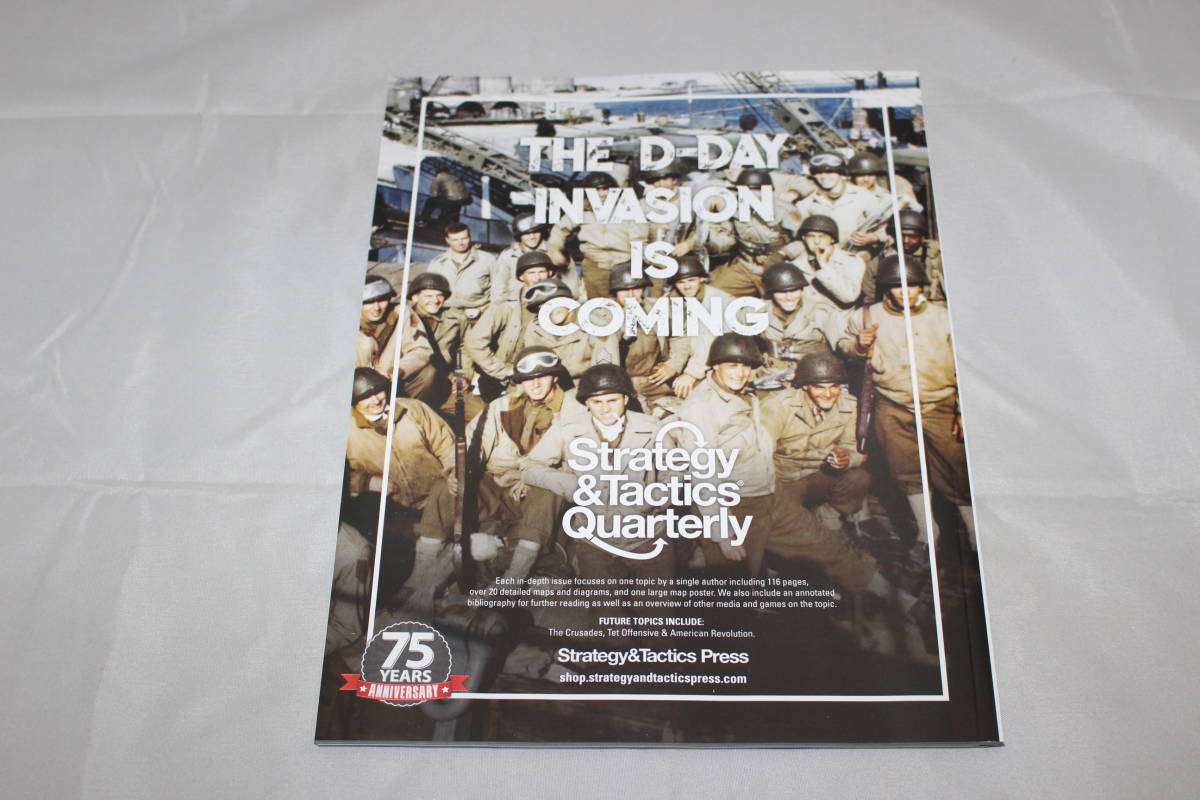 THE D-DAY
INVASION
IS
COMING
Strategy
&Tactics®
Quarterly
Each in-depth issue focuses on one topic by a single author including 116 pages,
over 20 detailed maps and diagrams, and one large map poster. We also include an annotated
bibliography for further reading as well as an overview of other media and games on the topic.
FUTURE TOPICS INCLUDE:
The Crusades, Tet Offensive & American Revolution.
Strategy&Tactics Press
shop.strategyandtacticspress.com
75
YEARS
ANNIVERSARY